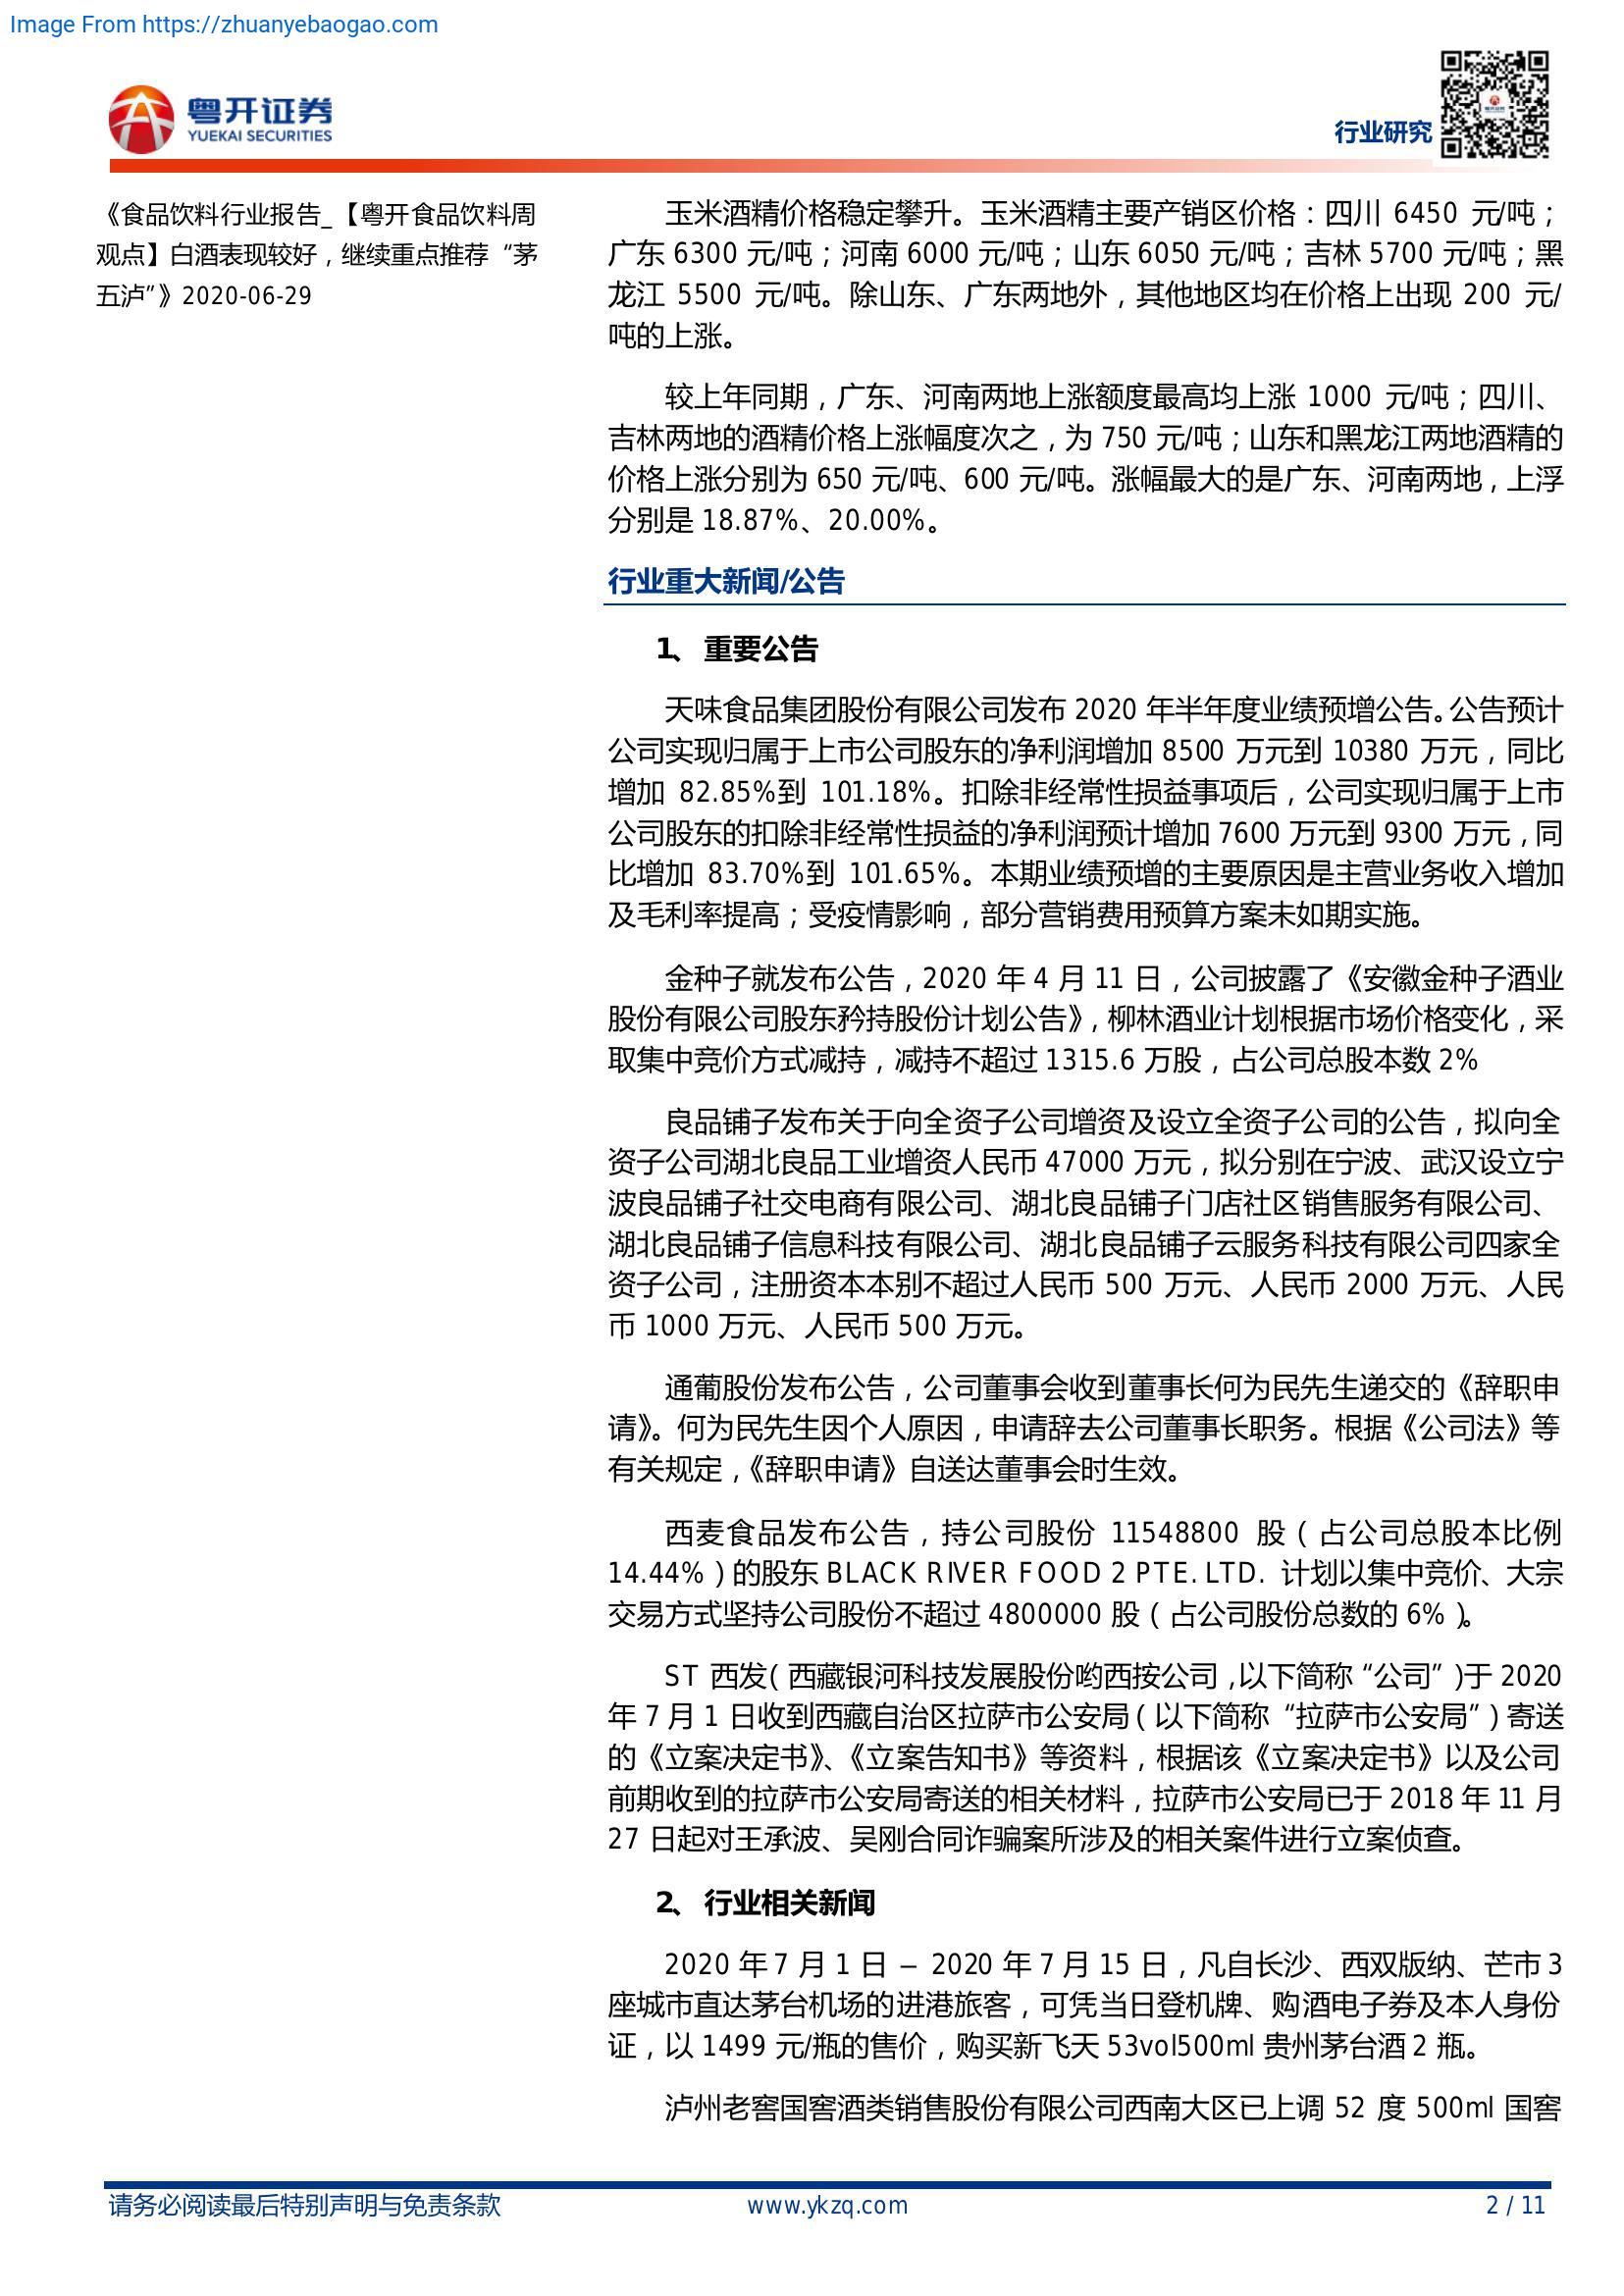 Image From https://zhuanyebaogao.com
粤开证券
YUEKAI SECURITIES
行业研究
《食品饮料行业报告_【粤开食品饮料周
观点】白酒表现较好，继续重点推荐“茅
五泸”》2020-06-29
玉米酒精价格稳定攀升。玉米酒精主要产销区价格：四川 6450 元/吨；
广东 6300 元/吨；河南 6000 元/吨；山东 6050 元/吨；吉林 5700 元/吨；黑
龙江 5500 元/吨。除山东、广东两地外，其他地区均在价格上出现 200 元/
吨的上涨。
较上年同期，广东、河南两地上涨额度最高均上涨 1000 元/吨；四川、
吉林两地的酒精价格上涨幅度次之，为 750 元/吨；山东和黑龙江两地酒精的
价格上涨分别为 650 元/吨、600 元/吨。涨幅最大的是广东、河南两地，上浮
分别是 18.87%、20.00%。
行业重大新闻/公告
1、 重要公告
天味食品集团股份有限公司发布 2020 年半年度业绩预增公告。公告预计
公司实现归属于上市公司股东的净利润增加 8500 万元到 10380 万元，同比
增加 82.85%到 101.18%。扣除非经常性损益事项后，公司实现归属于上市
公司股东的扣除非经常性损益的净利润预计增加 7600 万元到 9300 万元，同
比增加 83.70%到 101.65%。本期业绩预增的主要原因是主营业务收入增加
及毛利率提高；受疫情影响，部分营销费用预算方案未如期实施。
金种子就发布公告，2020 年 4 月 11 日，公司披露了《安徽金种子酒业
股份有限公司股东矜持股份计划公告》，柳林酒业计划根据市场价格变化，采
取集中竞价方式减持，减持不超过 1315.6 万股，占公司总股本数 2%
良品铺子发布关于向全资子公司增资及设立全资子公司的公告，拟向全
资子公司湖北良品工业增资人民币 47000 万元，拟分别在宁波、武汉设立宁
波良品铺子社交电商有限公司、湖北良品铺子门店社区销售服务有限公司、
湖北良品铺子信息科技有限公司、湖北良品铺子云服务科技有限公司四家全
资子公司，注册资本本别不超过人民币 500 万元、人民币 2000 万元、人民
币 1000 万元、人民币 500 万元。
通葡股份发布公告，公司董事会收到董事长何为民先生递交的《辞职申
请》。何为民先生因个人原因，申请辞去公司董事长职务。根据《公司法》等
有关规定，《辞职申请》自送达董事会时生效。
西麦食品发布公告，持公司股份 11548800 股（占公司总股本比例
14.44%）的股东 BLACK RIVER FOOD 2 PTE. LTD. 计划以集中竞价、大宗
交易方式坚持公司股份不超过 4800000 股（占公司股份总数的 6%）。
ST 西发（西藏银河科技发展股份哟西按公司，以下简称“公司”）于 2020
年 7 月 1 日收到西藏自治区拉萨市公安局（以下简称“拉萨市公安局”）寄送
的《立案决定书》、《立案告知书》等资料，根据该《立案决定书》以及公司
前期收到的拉萨市公安局寄送的相关材料，拉萨市公安局已于 2018 年 11 月
27 日起对王承波、吴刚合同诈骗案所涉及的相关案件进行立案侦查。
2、 行业相关新闻
2020 年 7 月 1 日 – 2020 年 7 月 15 日，凡自长沙、西双版纳、芒市 3
座城市直达茅台机场的进港旅客，可凭当日登机牌、购酒电子券及本人身份
证，以 1499 元/瓶的售价，购买新飞天 53vol500ml 贵州茅台酒 2 瓶。
泸州老窖国窖酒类销售股份有限公司西南大区已上调 52 度 500ml 国窖
请务必阅读最后特别声明与免责条款
www.ykzq.com
2 / 11